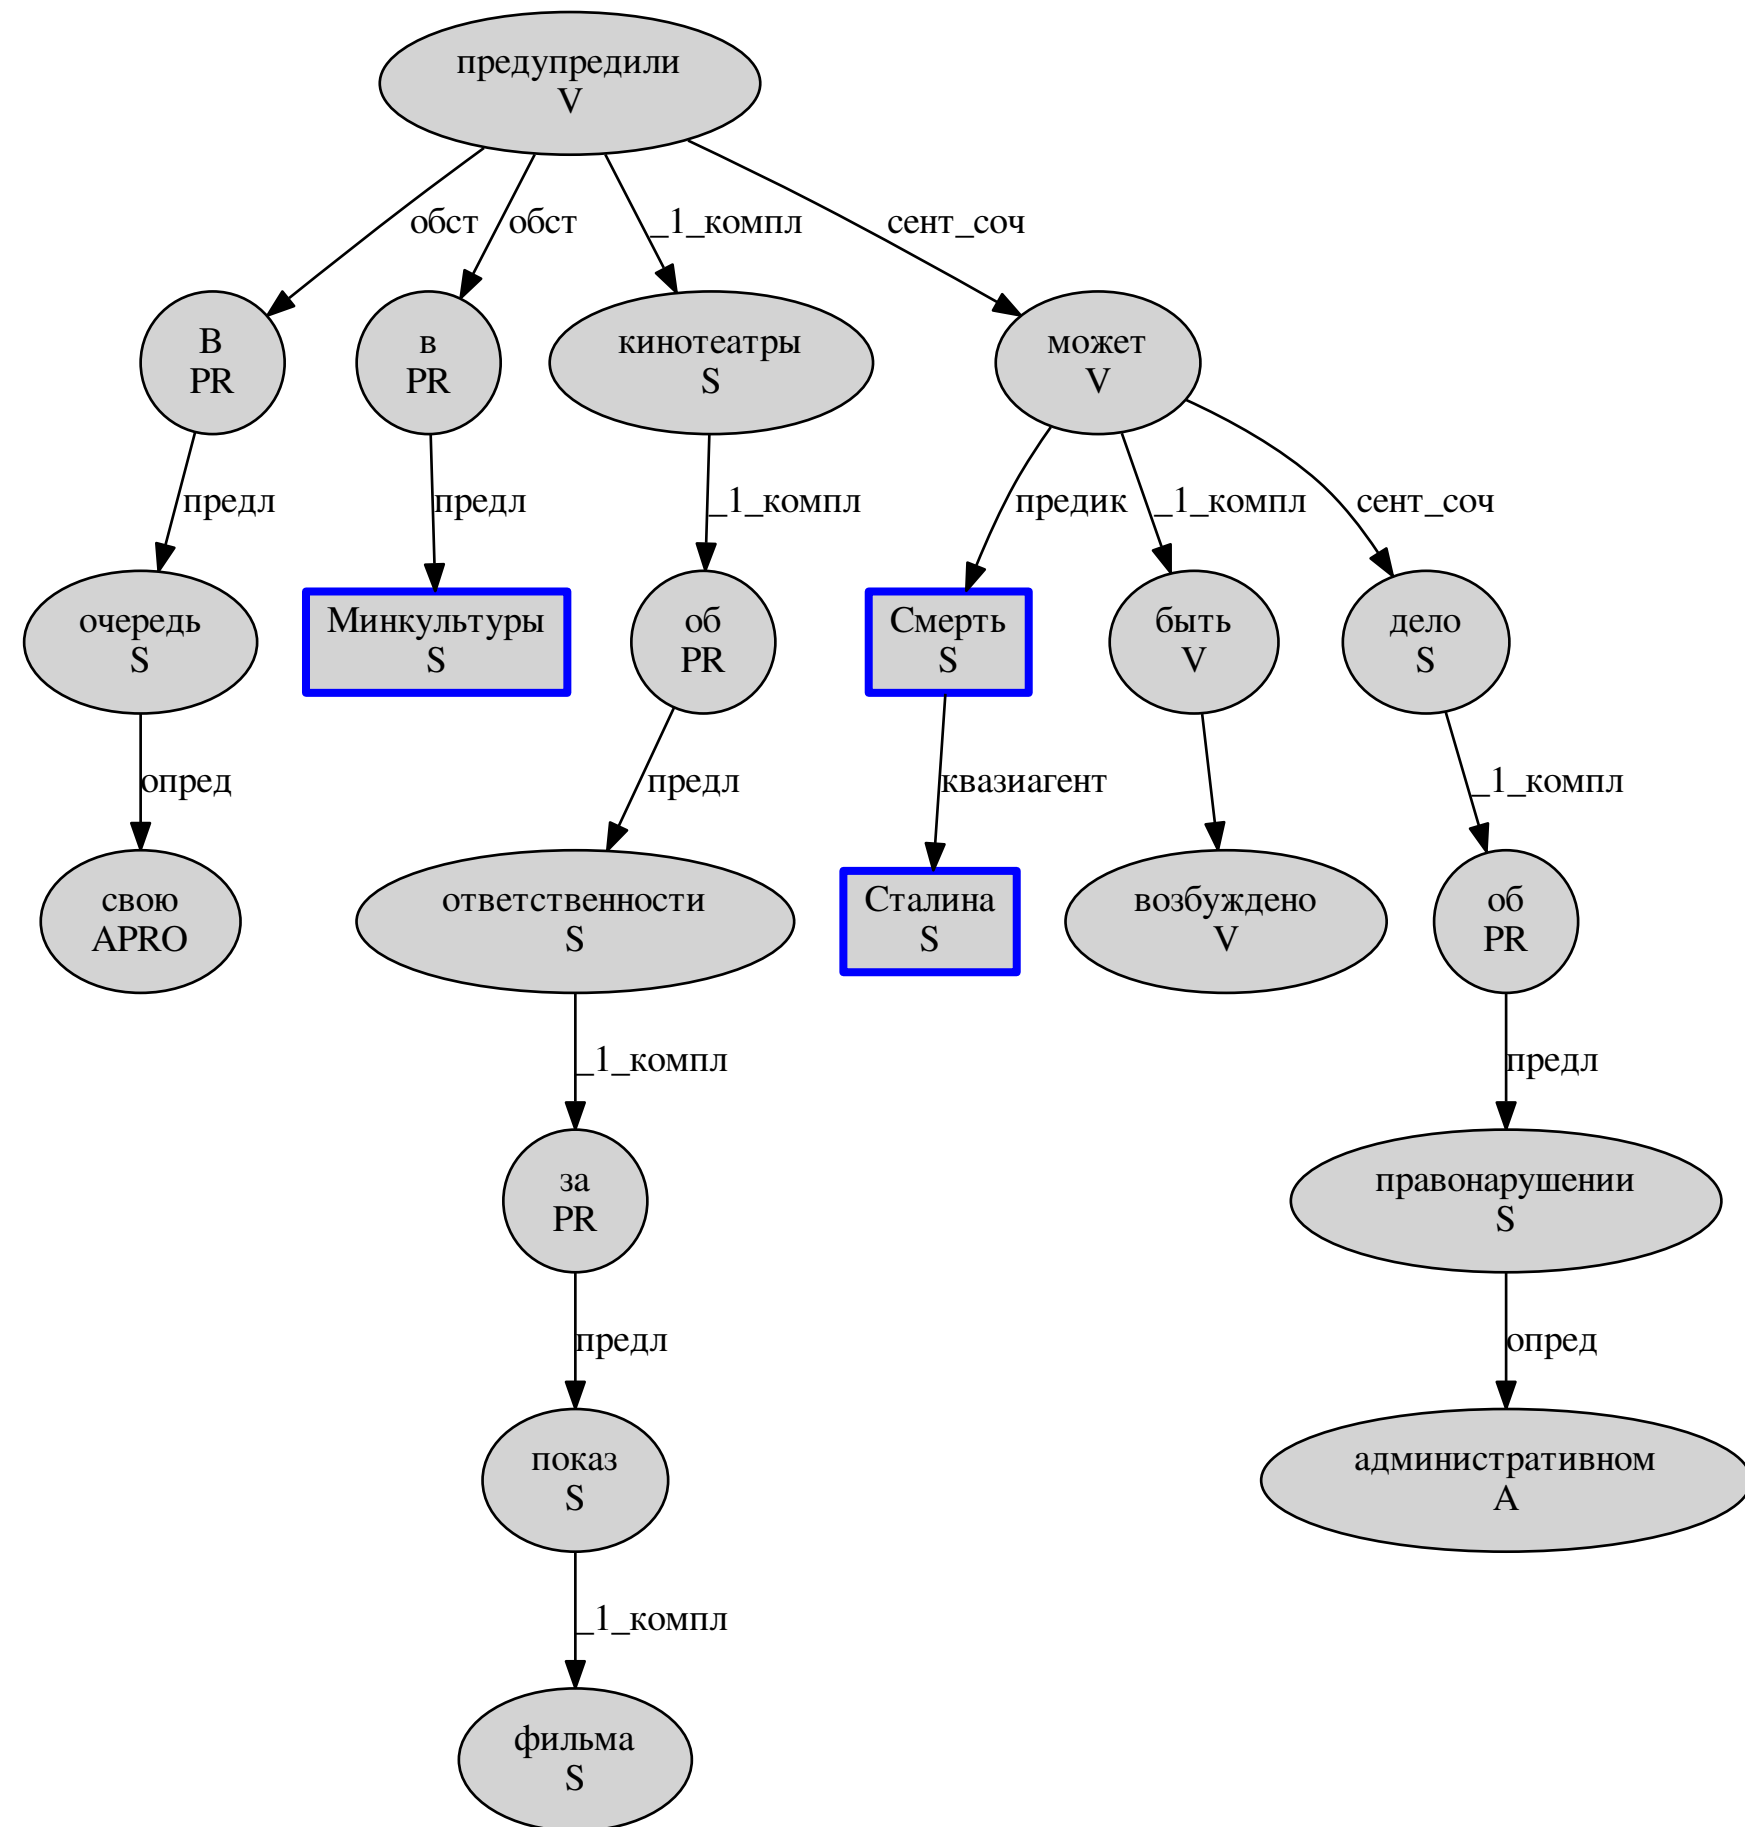 предупредили
V
обст
обст
_1_компл
сент_соч
В
PR
в
PR
кинотеатры
S
может
V
предл
предл
_1_компл
предик
_1_компл
сент_соч
очередь
S
Минкультуры
S
об
PR
Смерть
S
быть
V
дело
S
опред
предл
квазиагент
_1_компл
свою
APRO
ответственности
S
Сталина
S
возбуждено
V
об
PR
_1_компл
предл
за
PR
правонарушении
S
предл
опред
показ
S
административном
A
_1_компл
фильма
S